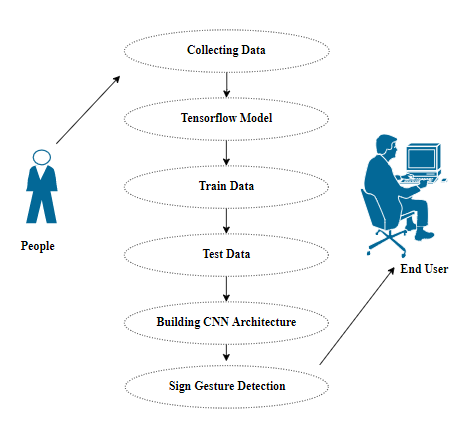 Collecting Data
Tensorflow Model
Train Data
People
Test Data
End User
Building CNN Architecture
Sign Gesture Detection